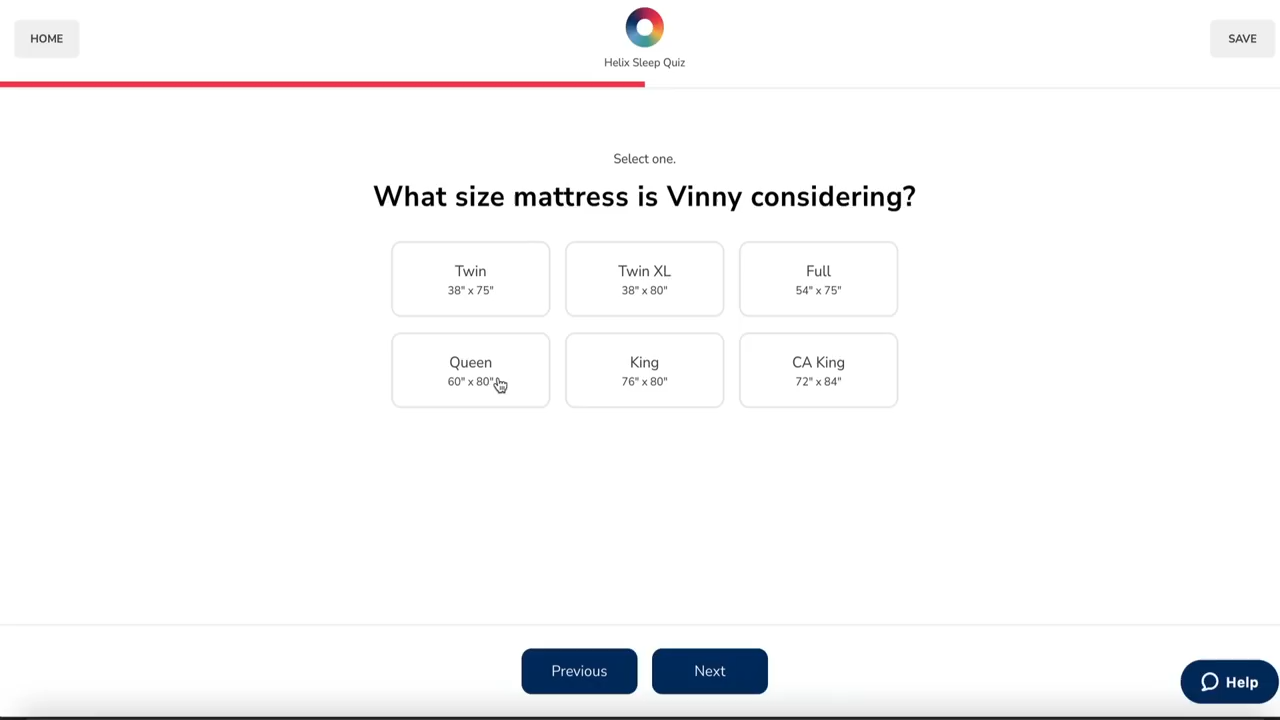 HOME
Helix Sleep Quiz
SAVE
Select one.
What size mattress is Vinny considering?
Twin
38" x 75"
Twin XL
38" x 80"
Full
54" x 75"
Queen
60" x 80"
King
76" x 80"
CA King
72" x 84"
Previous
Next
Help